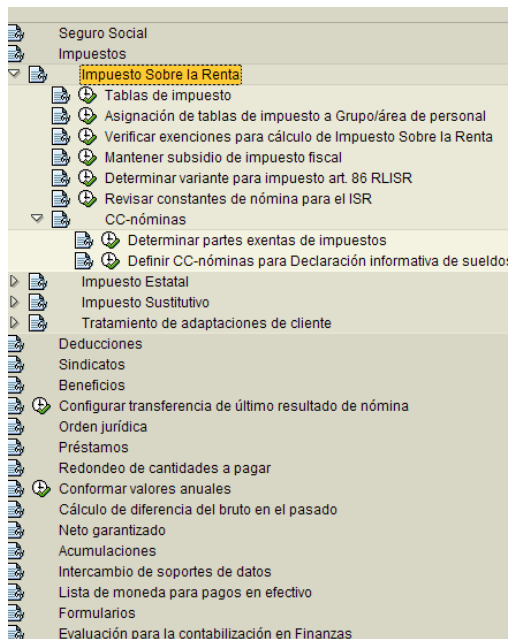 Seguro Social
Impuestos
Impuesto Sobre la Renta
Tablas de impuesto
Asignación de tablas de impuesto a Grupo/área de personal
Verificar exenciones para cálculo de Impuesto Sobre la Renta
Mantener subsidio de impuesto fiscal
Determinar variante para impuesto art. 86 RLISR
Revisar constantes de nómina para el ISR
CC-nóminas
Determinar partes exentas de impuestos
Definir CC-nóminas para Declaración informativa de sueldos
Impuesto Estatal
Impuesto Sustitutivo
Tratamiento de adaptaciones de cliente
Deducciones
Sindicatos
Beneficios
Configurar transferencia de último resultado de nómina
Orden jurídica
Préstamos
Redondeo de cantidades a pagar
Conformar valores anuales
Cálculo de diferencia del bruto en el pasado
Neto garantizado
Acumulaciones
Intercambio de soportes de datos
Lista de moneda para pagos en efectivo
Formularios
Evaluación para la contabilización en Finanzas